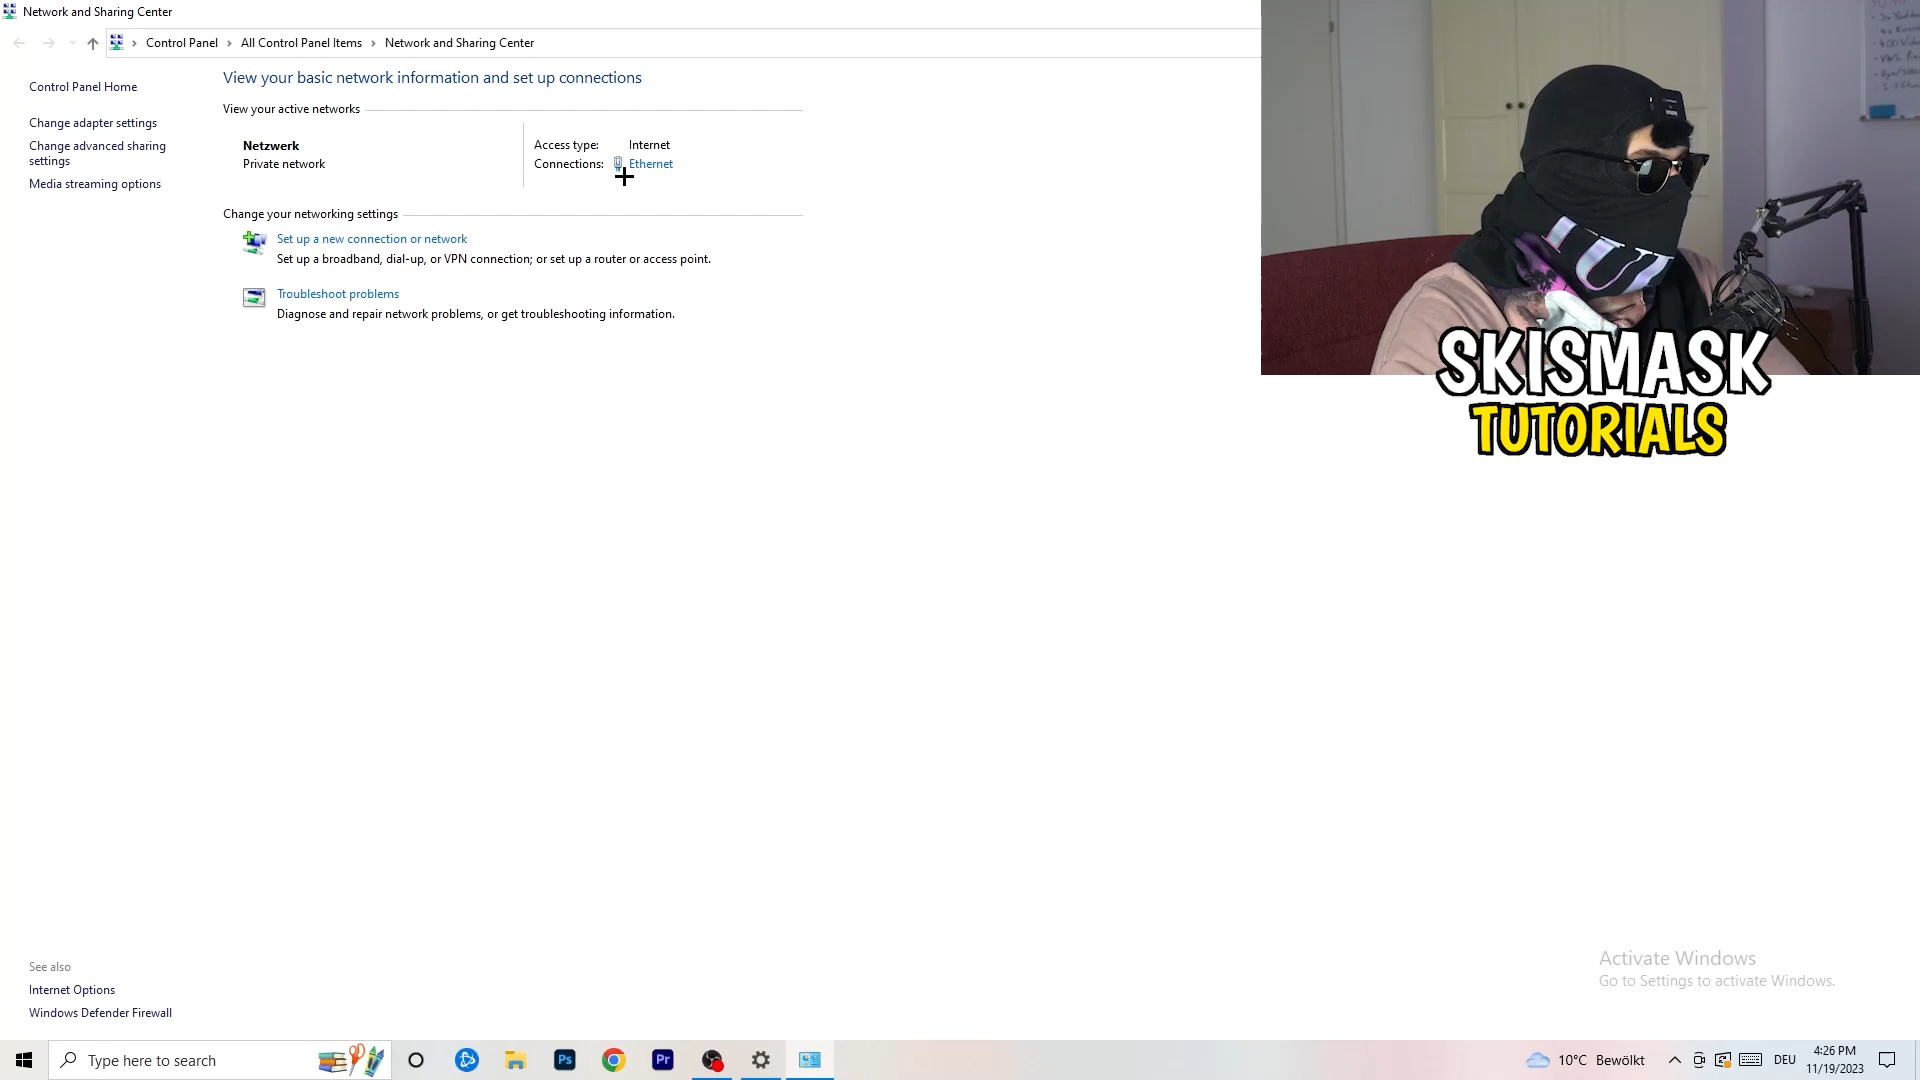 Network and Sharing Center
Control Panel > All Control Panel Items > Network and Sharing Center
Control Panel Home
Change adapter settings
Change advanced sharing
settings
Media streaming options
View your basic network information and set up connections
View your active networks
Netzwerk
Private network
Access type: Internet
Connections: Ethernet
Change your networking settings
Set up a new connection or network
Set up a broadband, dial-up, or VPN connection; or set up a router or access point.
Troubleshoot problems
Diagnose and repair network problems, or get troubleshooting information.
SKISMASK
TUTORIALS
See also
Internet Options
Windows Defender Firewall
Activate Windows
Go to Settings to activate Windows.
Type here to search
Ps
Pr
10°C Bewölkt
DEU
4:26 PM
11/19/2023